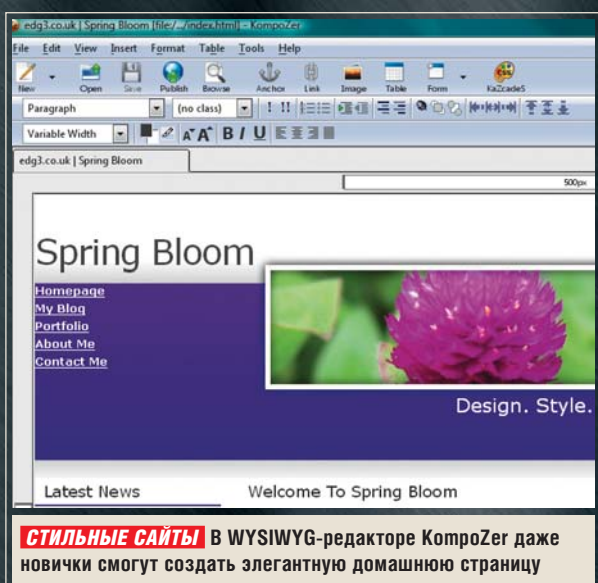 edg3.co.uk | Spring Bloom [file:/.../index.html] - KompoZer
File Edit View Insert Format Table Tools Help
New Open Save Publish Browse Anchor Link Image Table Form KaZcadeS
Paragraph (no class) ! !!
Variable Width A A B I U
edg3.co.uk | Spring Bloom
500px
Spring Bloom
Homepage
My Blog
Portfolio
About Me
Contact Me
Design. Style.
Latest News Welcome To Spring Bloom
СТИЛЬНЫЕ САЙТЫ В WYSIWYG-редакторе KompoZer даже
новички смогут создать элегантную домашнюю страницу